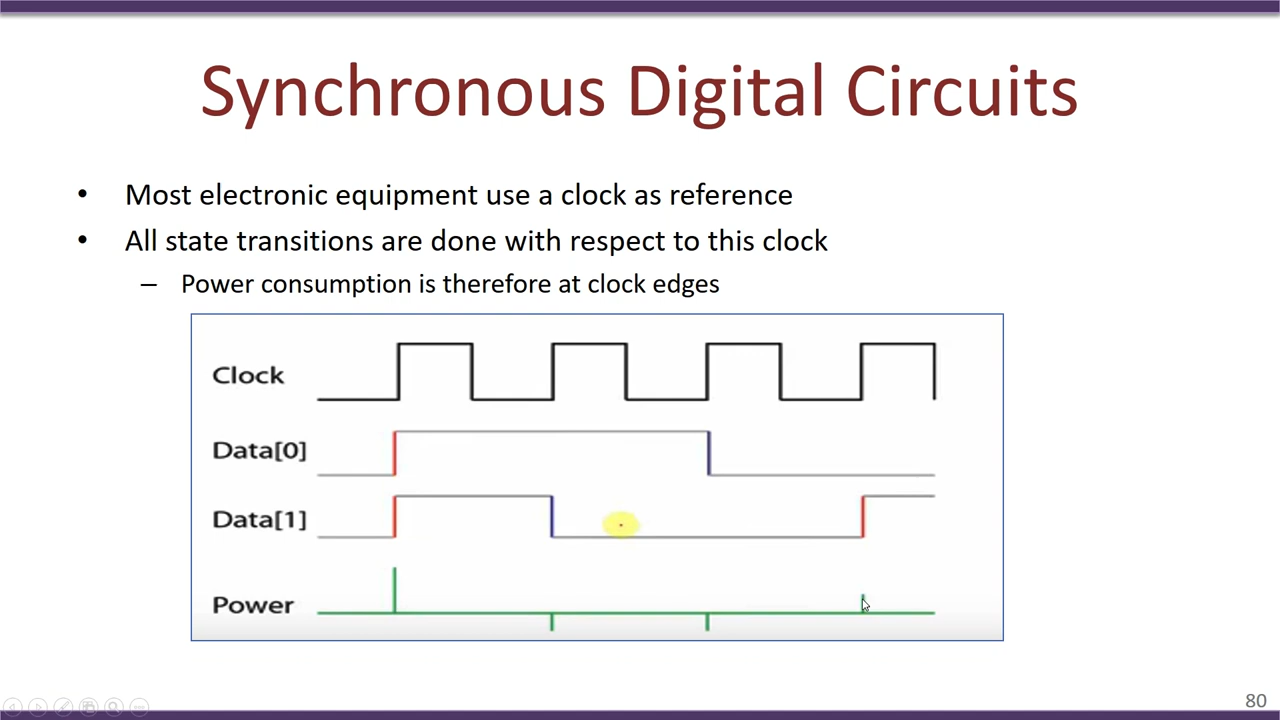 Synchronous Digital Circuits
• Most electronic equipment use a clock as reference
• All state transitions are done with respect to this clock
– Power consumption is therefore at clock edges
Clock
Data[0]
Data[1]
Power
80